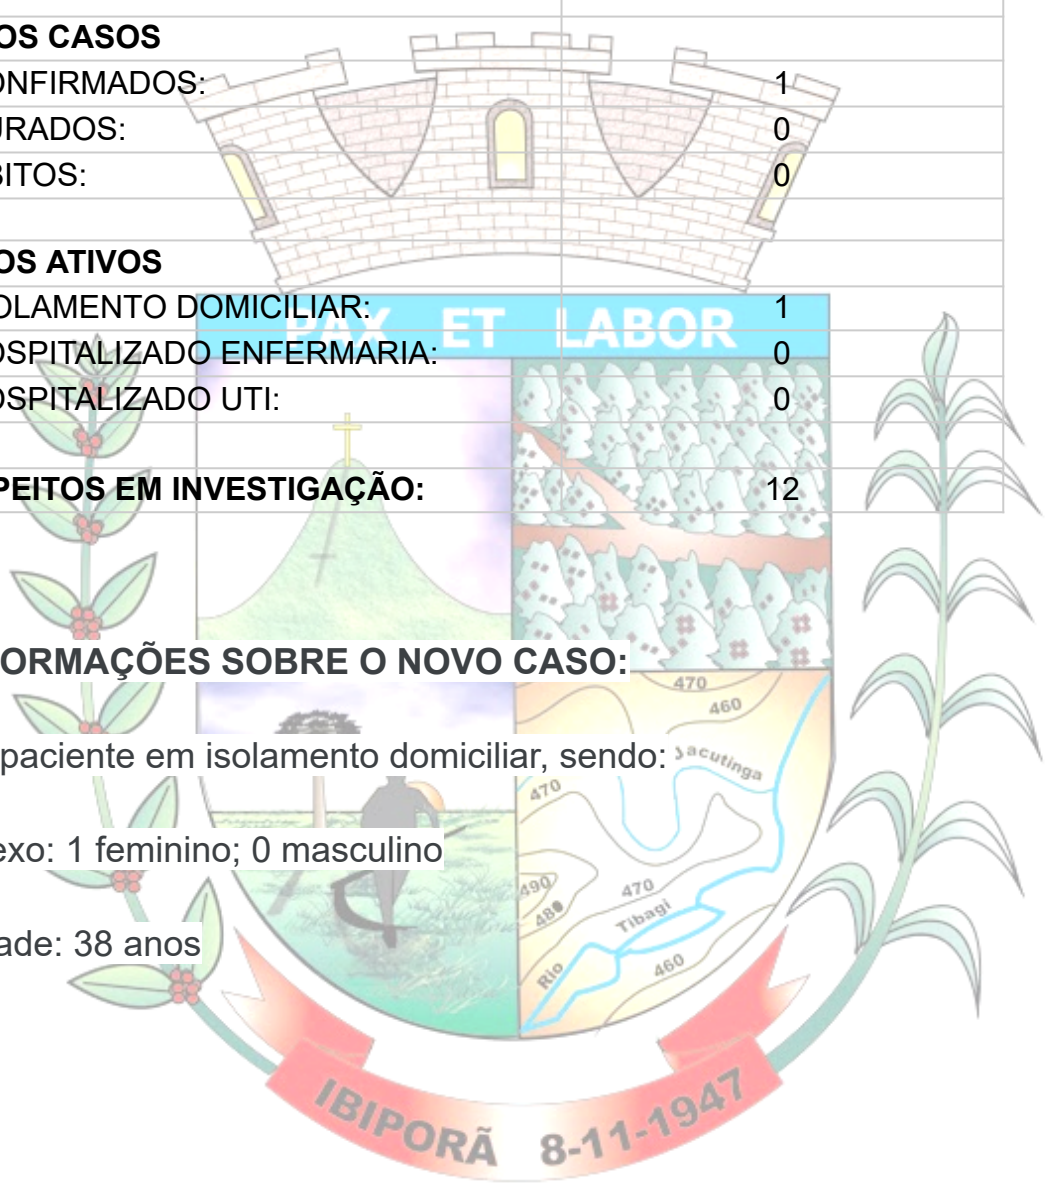 OS CASOS
ONFIRMADOS: 1
URADOS: 0
BITOS: 0
OS ATIVOS
OLAMENTO DOMICILIAR: 1
PAX ET LABOR
OSPITALIZADO ENFERMARIA: 0
OSPITALIZADO UTI: 0
PEITOS EM INVESTIGAÇÃO: 12
ORMAÇÕES SOBRE O NOVO CASO:
470
460
paciente em isolamento domiciliar, sendo:
Jacutinga
470
exo: 1 feminino; 0 masculino
490
480
470
Tibagi
ade: 38 anos
Rio
460
IBIPORÃ 8-11-1947